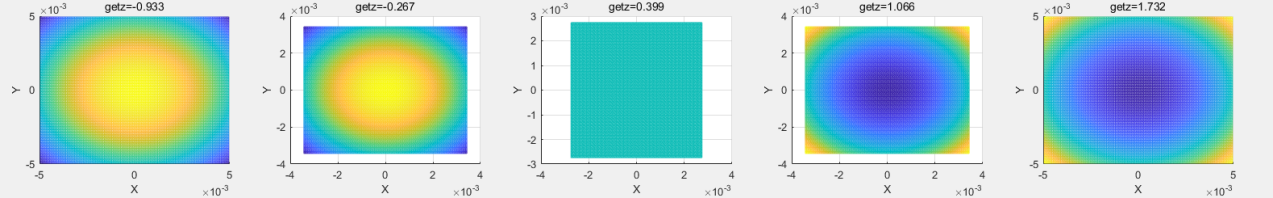 getz=-0.933
5 ×10⁻³
0
-5
Y
-5 0 5
X ×10⁻³
getz=-0.267
4 ×10⁻³
2
0
-2
-4
Y
-4 -2 0 2 4
X ×10⁻³
getz=0.399
3 ×10⁻³
2
1
0
-1
-2
-3
Y
-4 -2 0 2 4
X ×10⁻³
getz=1.066
4 ×10⁻³
2
0
-2
-4
Y
-4 -2 0 2 4
X ×10⁻³
getz=1.732
5 ×10⁻³
0
-5
Y
-5 0 5
X ×10⁻³